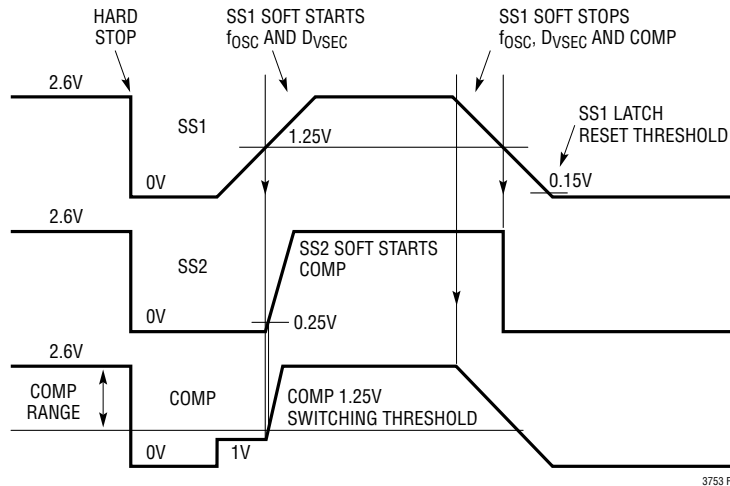 HARD
STOP
SS1 SOFT STARTS
fOSC AND DVSEC
SS1 SOFT STOPS
fOSC, DVSEC AND COMP
2.6V
SS1
1.25V
SS1 LATCH
RESET THRESHOLD
0V
0.15V
2.6V
SS2
SS2 SOFT STARTS
COMP
0V
0.25V
2.6V
COMP
RANGE
COMP
COMP 1.25V
SWITCHING THRESHOLD
0V
1V
3753 F